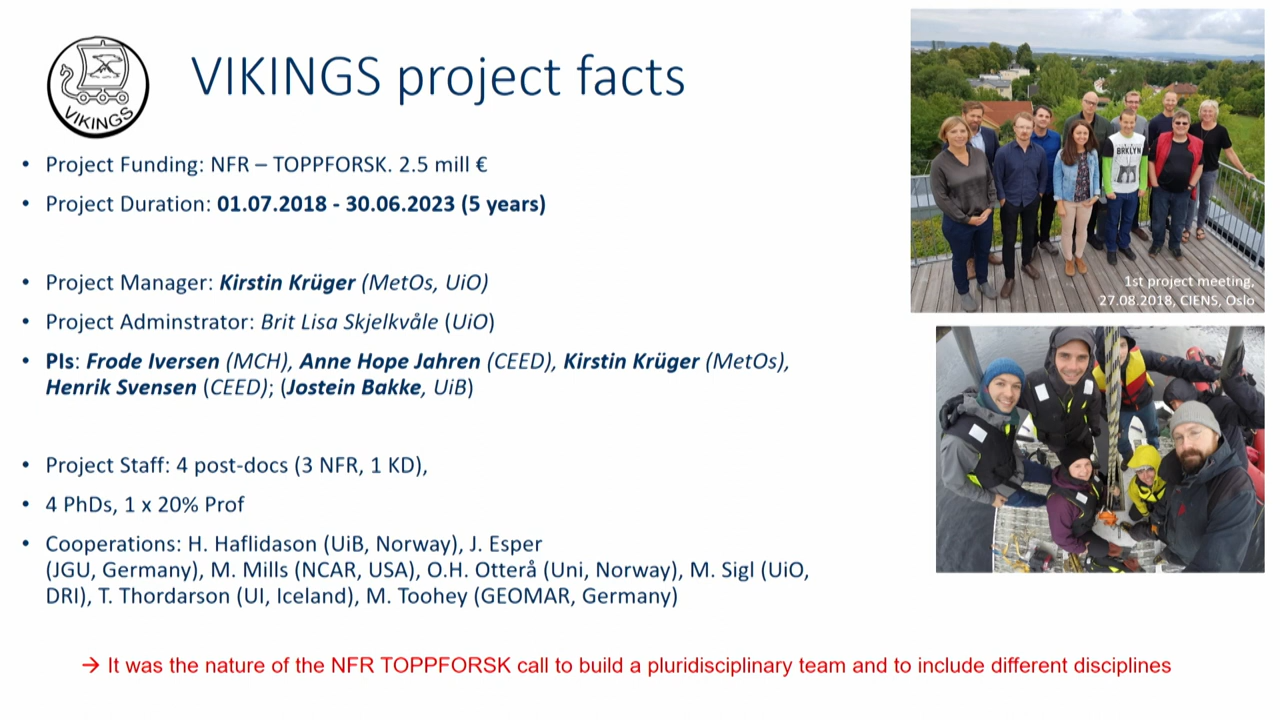 VIKINGS
VIKINGS project facts
• Project Funding: NFR – TOPPFORSK. 2.5 mill €
• Project Duration: 01.07.2018 - 30.06.2023 (5 years)
• Project Manager: Kirstin Krüger (MetOs, UiO)
• Project Adminstrator: Brit Lisa Skjelkvåle (UiO)
• PIs: Frode Iversen (MCH), Anne Hope Jahren (CEED), Kirstin Krüger (MetOs),
Henrik Svensen (CEED); (Jostein Bakke, UiB)
• Project Staff: 4 post-docs (3 NFR, 1 KD),
• 4 PhDs, 1 x 20% Prof
• Cooperations: H. Haflidason (UiB, Norway), J. Esper
(JGU, Germany), M. Mills (NCAR, USA), O.H. Otterå (Uni, Norway), M. Sigl (UiO,
DRI), T. Thordarson (UI, Iceland), M. Toohey (GEOMAR, Germany)
BRKLYN
1st project meeting,
27.08.2018, CIENS, Oslo
→ It was the nature of the NFR TOPPFORSK call to build a pluridisciplinary team and to include different disciplines